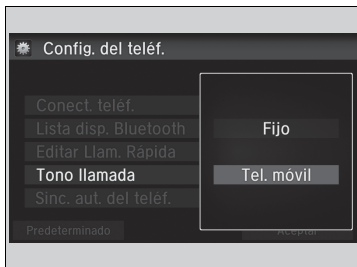 Config. del teléf.
Conect. teléf.
Lista disp. Bluetooth
Editar Llam. Rápida
Tono llamada
Sinc. aut. del teléf.
Fijo
Tel. móvil
Predeterminado
Aceptar